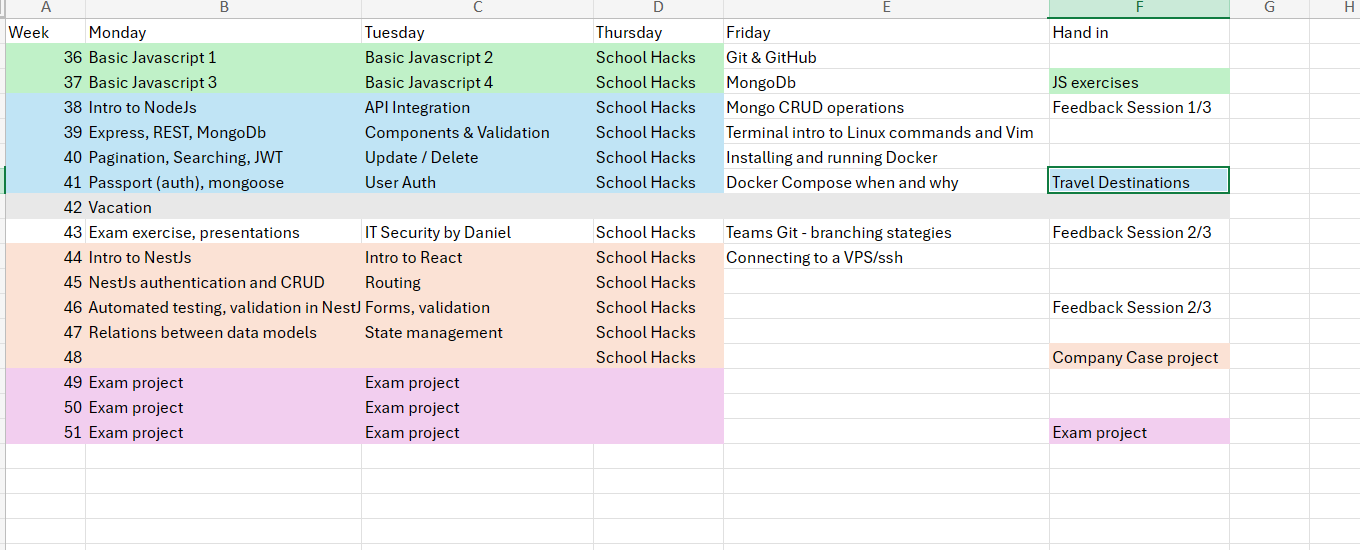 A B C D E F G H
Week Monday Tuesday Thursday Friday Hand in
36 Basic Javascript 1 Basic Javascript 2 School Hacks Git & GitHub
37 Basic Javascript 3 Basic Javascript 4 School Hacks MongoDb JS exercises
38 Intro to NodeJs API Integration School Hacks Mongo CRUD operations Feedback Session 1/3
39 Express, REST, MongoDb Components & Validation School Hacks Terminal intro to Linux commands and Vim
40 Pagination, Searching, JWT Update / Delete School Hacks Installing and running Docker
41 Passport (auth), mongoose User Auth School Hacks Docker Compose when and why Travel Destinations
42 Vacation
43 Exam exercise, presentations IT Security by Daniel School Hacks Teams Git - branching stategies Feedback Session 2/3
44 Intro to NestJs Intro to React School Hacks Connecting to a VPS/ssh
45 NestJs authentication and CRUD Routing School Hacks
46 Automated testing, validation in NestJ Forms, validation School Hacks Feedback Session 2/3
47 Relations between data models State management School Hacks
48 School Hacks Company Case project
49 Exam project Exam project
50 Exam project Exam project
51 Exam project Exam project Exam project